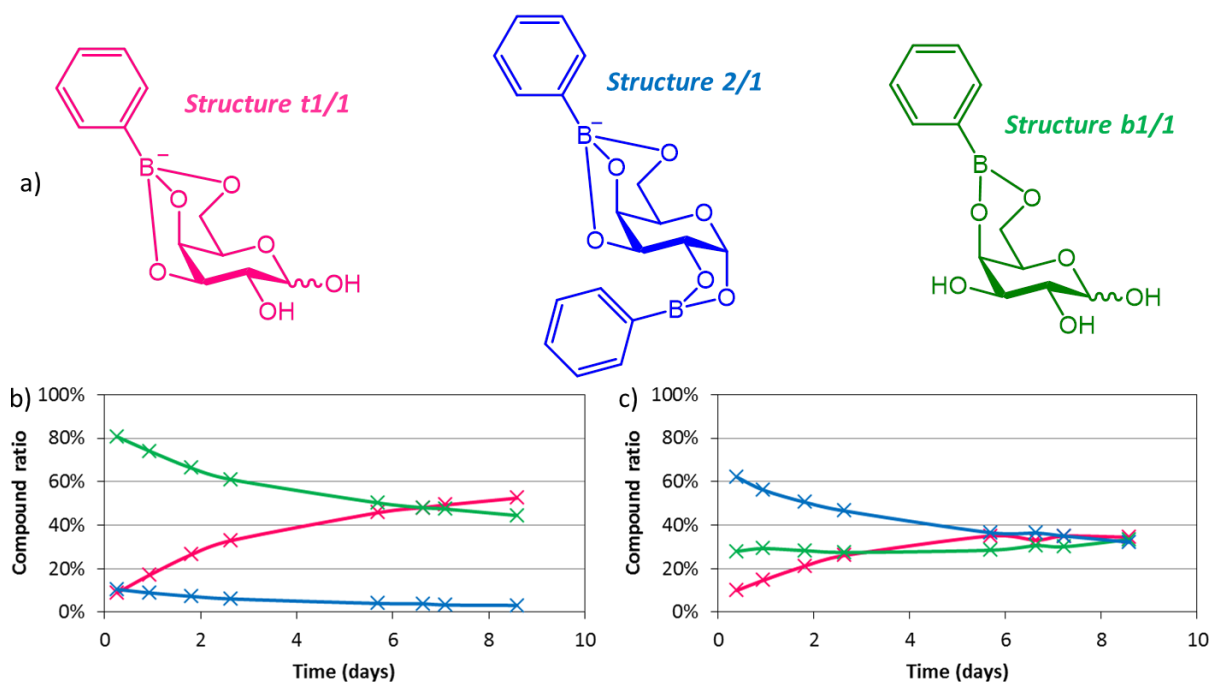 a)
Structure t1/1
B
–
O
O
O
O
OH
OH
Structure 2/1
B
–
O
O
O
O
O
O
B
Structure b1/1
B
O
O
O
HO
OH
OH
b)
100%
80%
60%
40%
20%
0%
Compound ratio
0 2 4 6 8 10
Time (days)
c)
100%
80%
60%
40%
20%
0%
Compound ratio
0 2 4 6 8 10
Time (days)